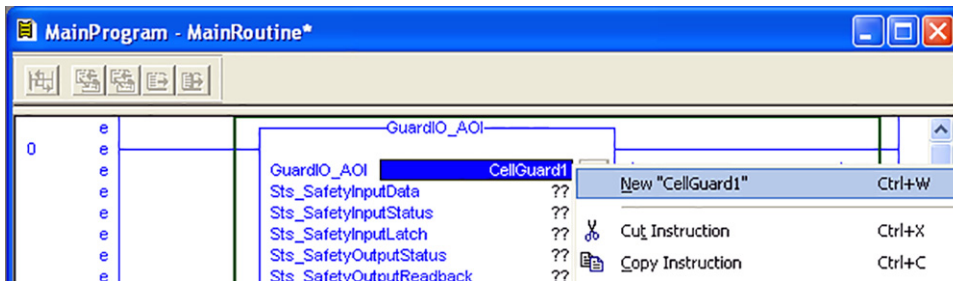 MainProgram - MainRoutine*
GuardIO_AOI
0 e
e
e GuardIO_AOI CellGuard1 New "CellGuard1" Ctrl+W
e Sts_SafetyInputData ??
e Sts_SafetyInputStatus ?? Cut Instruction Ctrl+X
e Sts_SafetyInputLatch ??
e Sts_SafetyOutputStatus ?? Copy Instruction Ctrl+C
e Sts_SafetyOutputReadback ??